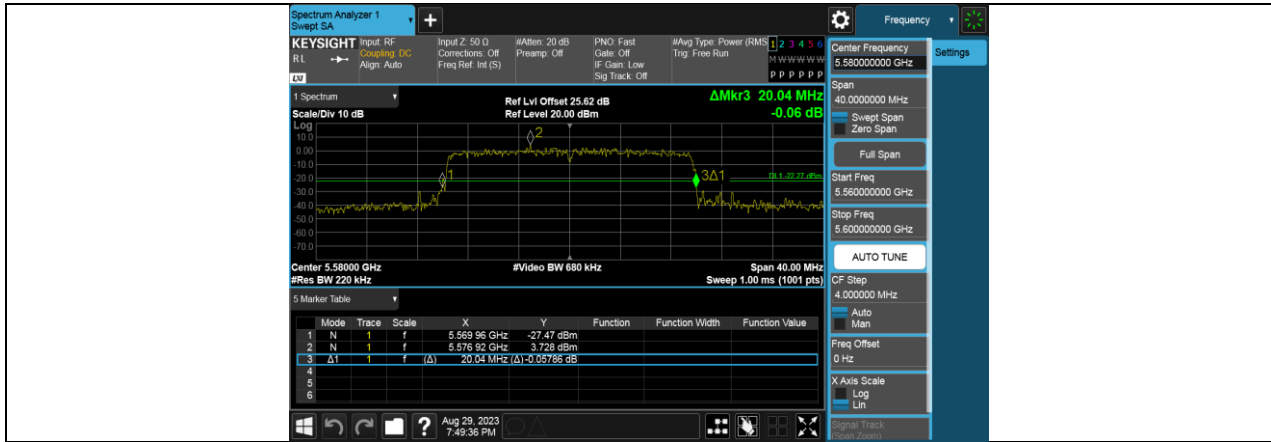 Spectrum Analyzer 1
Swept SA
+
Frequency
KEYSIGHT
RL
LXI
Input: RF
Coupling: DC
Align: Auto
Input Z: 50 Ω
Corrections: Off
Freq Ref: Int (S)
#Atten: 20 dB
Preamp: Off
PNO: Fast
Gate: Off
IF Gain: Low
Sig Track: Off
#Avg Type: Power (RMS
Trig: Free Run
1 2 3 4 5 6
M W W W W W
P P P P P P
1 Spectrum
Scale/Div 10 dB
Ref Lvl Offset 25.62 dB
Ref Level 20.00 dBm
ΔMkr3 20.04 MHz
-0.06 dB
Log
10.0
0.00
-10.0
-20.0
-30.0
-40.0
-50.0
-60.0
-70.0
1
2
3Δ1
DL1 -22.27 dBm
Center 5.58000 GHz
#Res BW 220 kHz
#Video BW 680 kHz
Span 40.00 MHz
Sweep 1.00 ms (1001 pts)
5 Marker Table
Mode Trace Scale X Y Function Function Width Function Value
1 N 1 f 5.569 96 GHz -27.47 dBm
2 N 1 f 5.576 92 GHz 3.728 dBm
3 Δ1 1 f (Δ) 20.04 MHz (Δ) -0.05786 dB
4
5
6
?
Aug 29, 2023
7:49:36 PM
Center Frequency
5.580000000 GHz
Settings
Span
40.0000000 MHz
Swept Span
Zero Span
Full Span
Start Freq
5.560000000 GHz
Stop Freq
5.600000000 GHz
AUTO TUNE
CF Step
4.000000 MHz
Auto
Man
Freq Offset
0 Hz
X Axis Scale
Log
Lin
Signal Track
(Span Zoom)